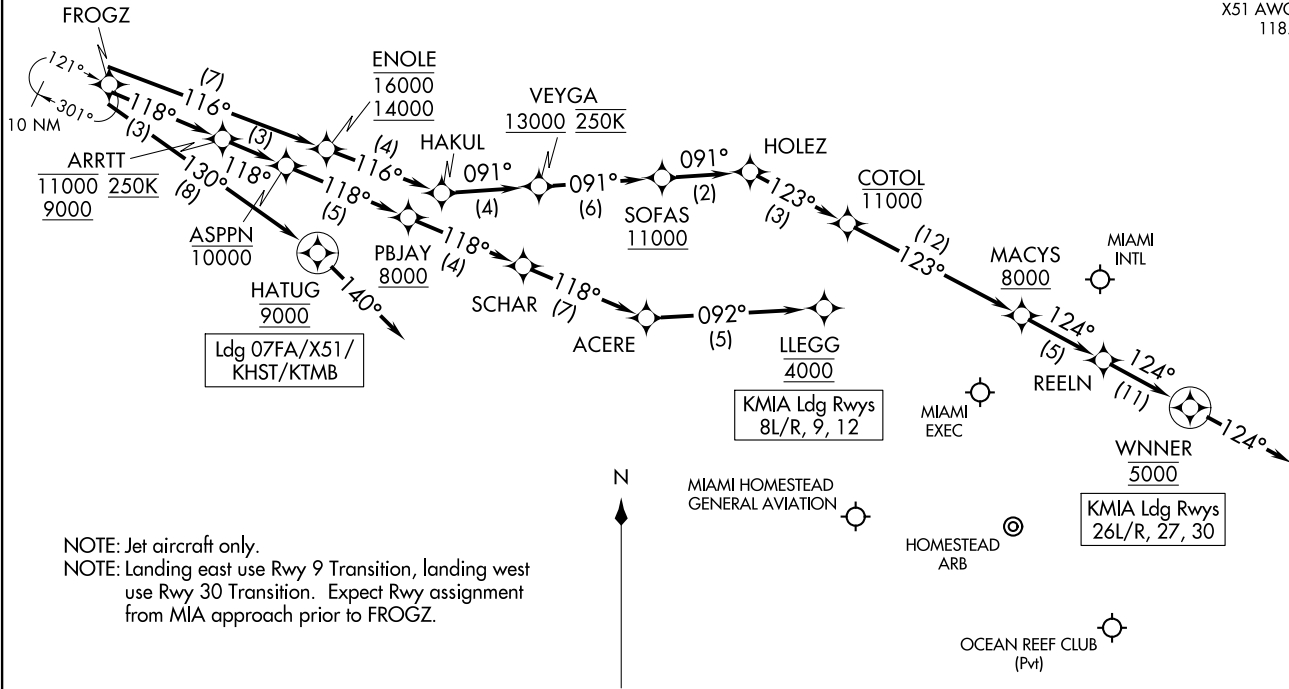 X51 AWO
118.
FROGZ
121°
301°
10 NM
(7)
116°
118°
(3)
130°
(8)
ENOLE
16000
14000
ARRTT
11000 250K
9000
(3)
118°
ASPPN
10000
(4)
116°
HAKUL
091°
(4)
VEYGA
13000 250K
091°
(6)
SOFAS
11000
091°
(2)
HOLEZ
123°
(3)
COTOL
11000
(12)
123°
MACYS
8000
MIAMI
INTL
124°
(5)
REELN
124°
(11)
WNNER
5000
124°
KMIA Ldg Rwys
26L/R, 27, 30
118°
(5)
PBJAY
8000
118°
(4)
SCHAR
118°
(7)
ACERE
092°
(5)
LLEGG
4000
KMIA Ldg Rwys
8L/R, 9, 12
HATUG
9000
140°
Ldg 07FA/X51/
KHST/KTMB
MIAMI
EXEC
N
MIAMI HOMESTEAD
GENERAL AVIATION
HOMESTEAD
ARB
OCEAN REEF CLUB
(Pvt)
NOTE: Jet aircraft only.
NOTE: Landing east use Rwy 9 Transition, landing west
use Rwy 30 Transition. Expect Rwy assignment
from MIA approach prior to FROGZ.